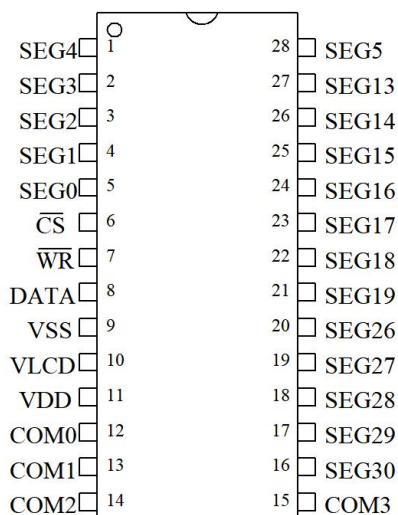 SEG4 1 28 SEG5
SEG3 2 27 SEG13
SEG2 3 26 SEG14
SEG1 4 25 SEG15
SEG0 5 24 SEG16
C̅S̅ 6 23 SEG17
W̅R̅ 7 22 SEG18
DATA 8 21 SEG19
VSS 9 20 SEG26
VLCD 10 19 SEG27
VDD 11 18 SEG28
COM0 12 17 SEG29
COM1 13 16 SEG30
COM2 14 15 COM3